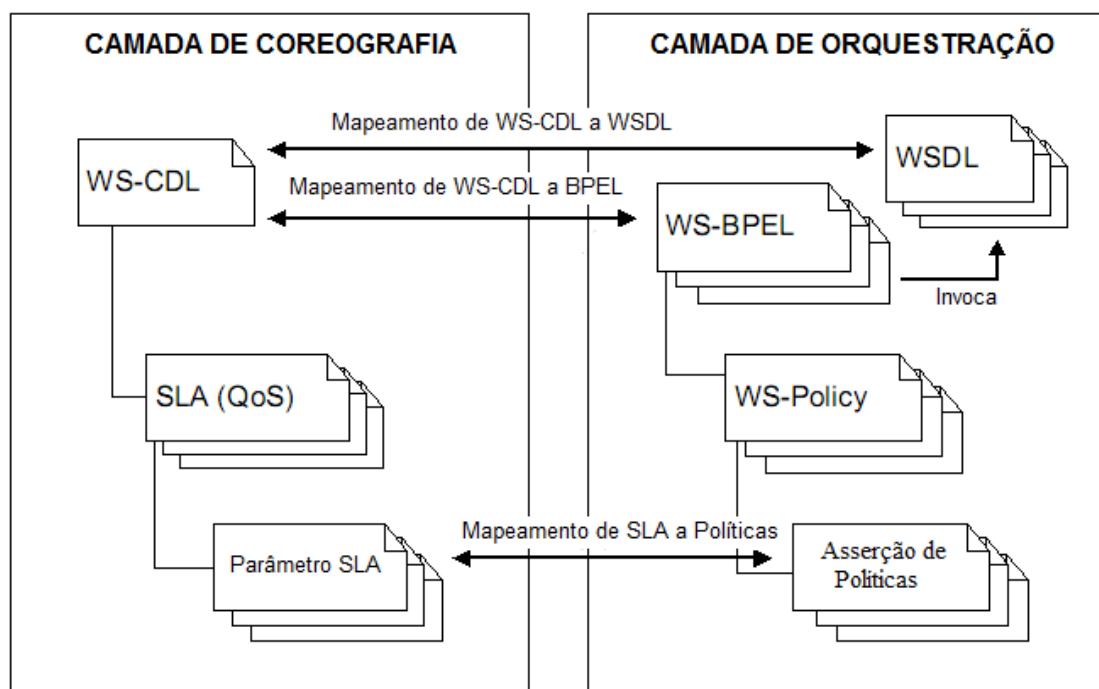 CAMADA DE COREOGRAFIA
CAMADA DE ORQUESTRAÇÃO
Mapeamento de WS-CDL a WSDL
WS-CDL
WSDL
Mapeamento de WS-CDL a BPEL
WS-BPEL
Invoca
SLA (QoS)
WS-Policy
Mapeamento de SLA a Políticas
Parâmetro SLA
Asserção de
Políticas